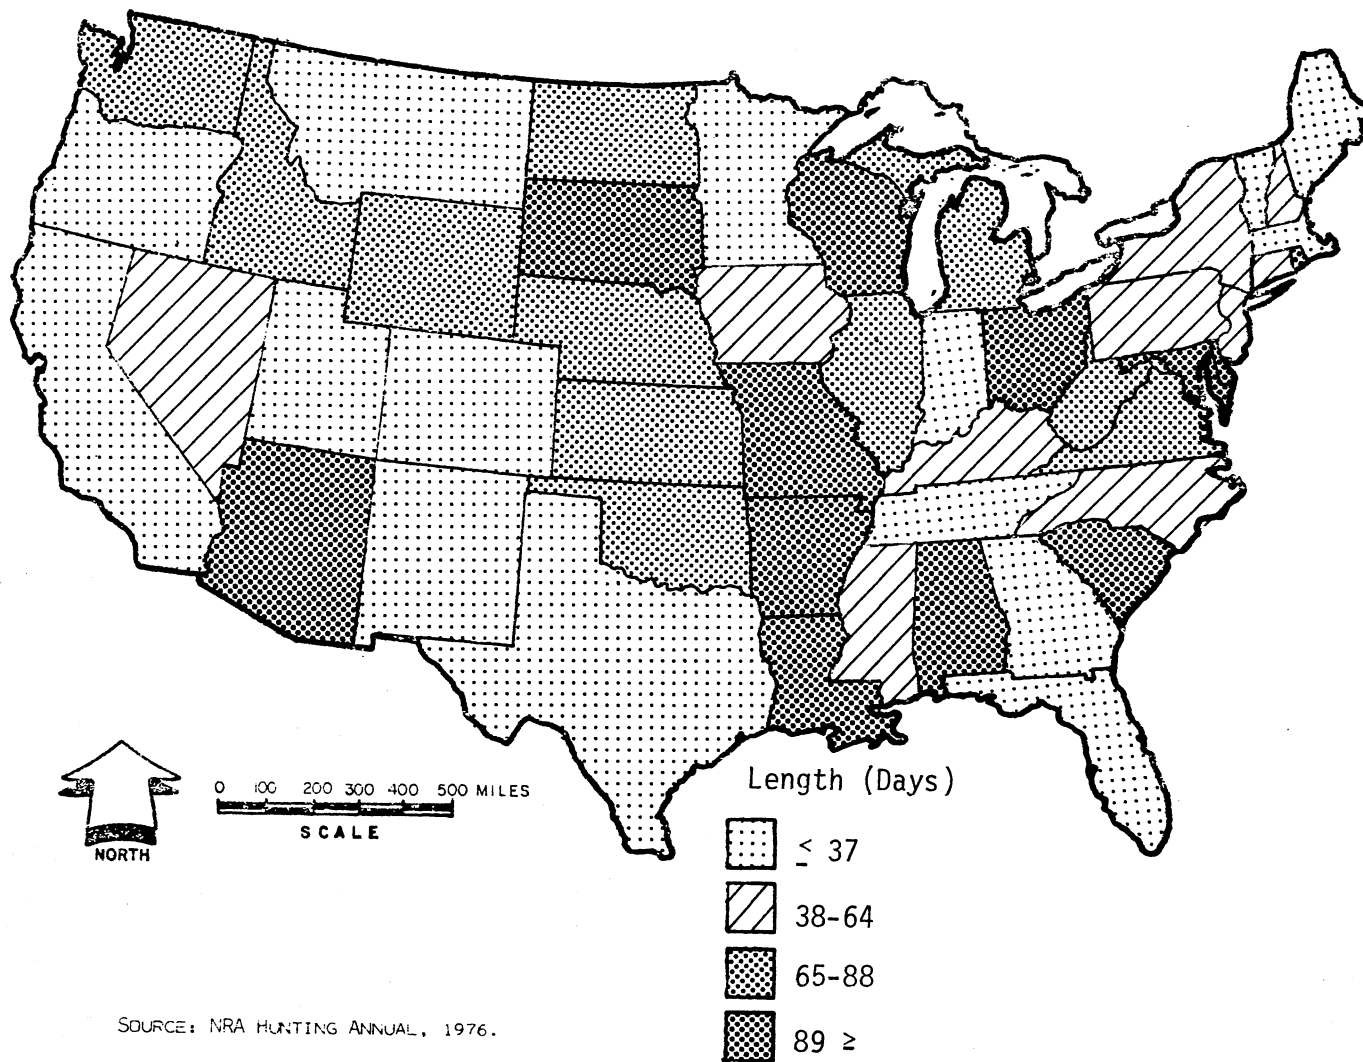 0 100 200 300 400 500 MILES
SCALE
NORTH
Length (Days)
≤ 37
38-64
65-88
89 ≥
SOURCE: NRA HUNTING ANNUAL, 1976.